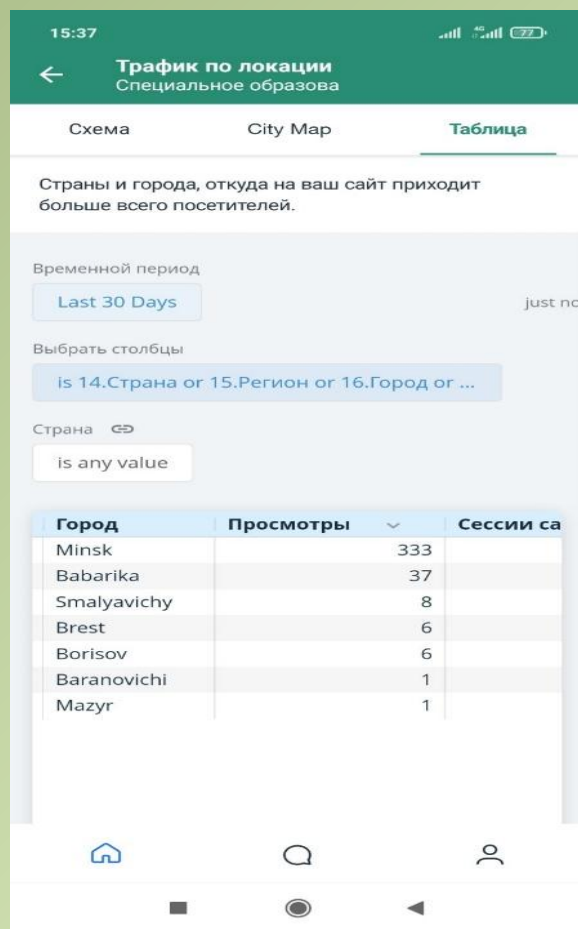 15:37
4G 77
Трафик по локации
Специальное образова
Схема City Map Таблица
Страны и города, откуда на ваш сайт приходит
больше всего посетителей.
Временной период
Last 30 Days just no
Выбрать столбцы
is 14.Страна or 15.Регион or 16.Город or ...
Страна
is any value
Город Просмотры Сессии са
Minsk 333
Babarika 37
Smalyavichy 8
Brest 6
Borisov 6
Baranovichi 1
Mazyr 1